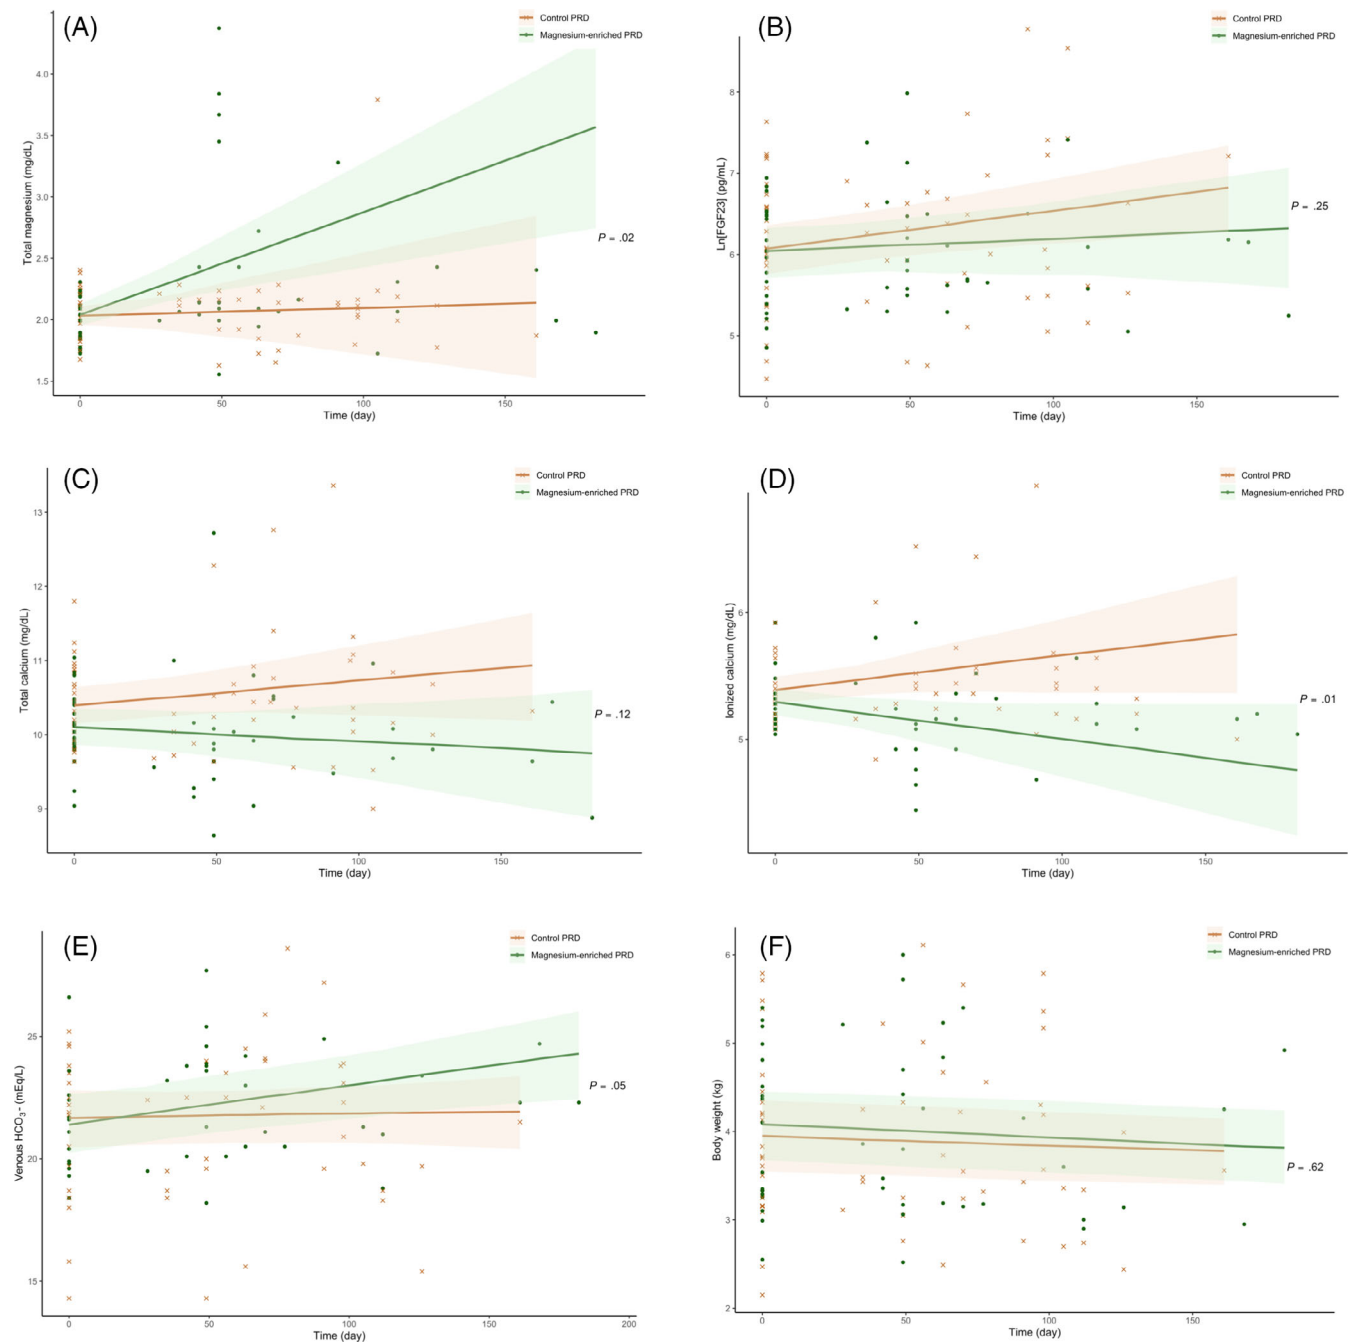 (A)
Control PRD
Magnesium-enriched PRD
Total magnesium (mg/dL)
4.0
3.5
3.0
2.5
2.0
1.5
P = .02
0
50
100
150
Time (day)
(B)
Control PRD
Magnesium-enriched PRD
Ln[FGF23] (pg/mL)
8
7
6
5
P = .25
0
50
100
150
Time (day)
(C)
Control PRD
Magnesium-enriched PRD
Total calcium (mg/dL)
13
12
11
10
9
P = .12
0
50
100
150
Time (day)
(D)
Control PRD
Magnesium-enriched PRD
Ionized calcium (mg/dL)
6
5
P = .01
0
50
100
150
Time (day)
(E)
Control PRD
Magnesium-enriched PRD
Venous HCO3- (mEq/L)
25
20
15
P = .05
0
50
100
150
200
Time (day)
(F)
Control PRD
Magnesium-enriched PRD
Body weight (kg)
6
5
4
3
2
P = .62
0
50
100
150
Time (day)